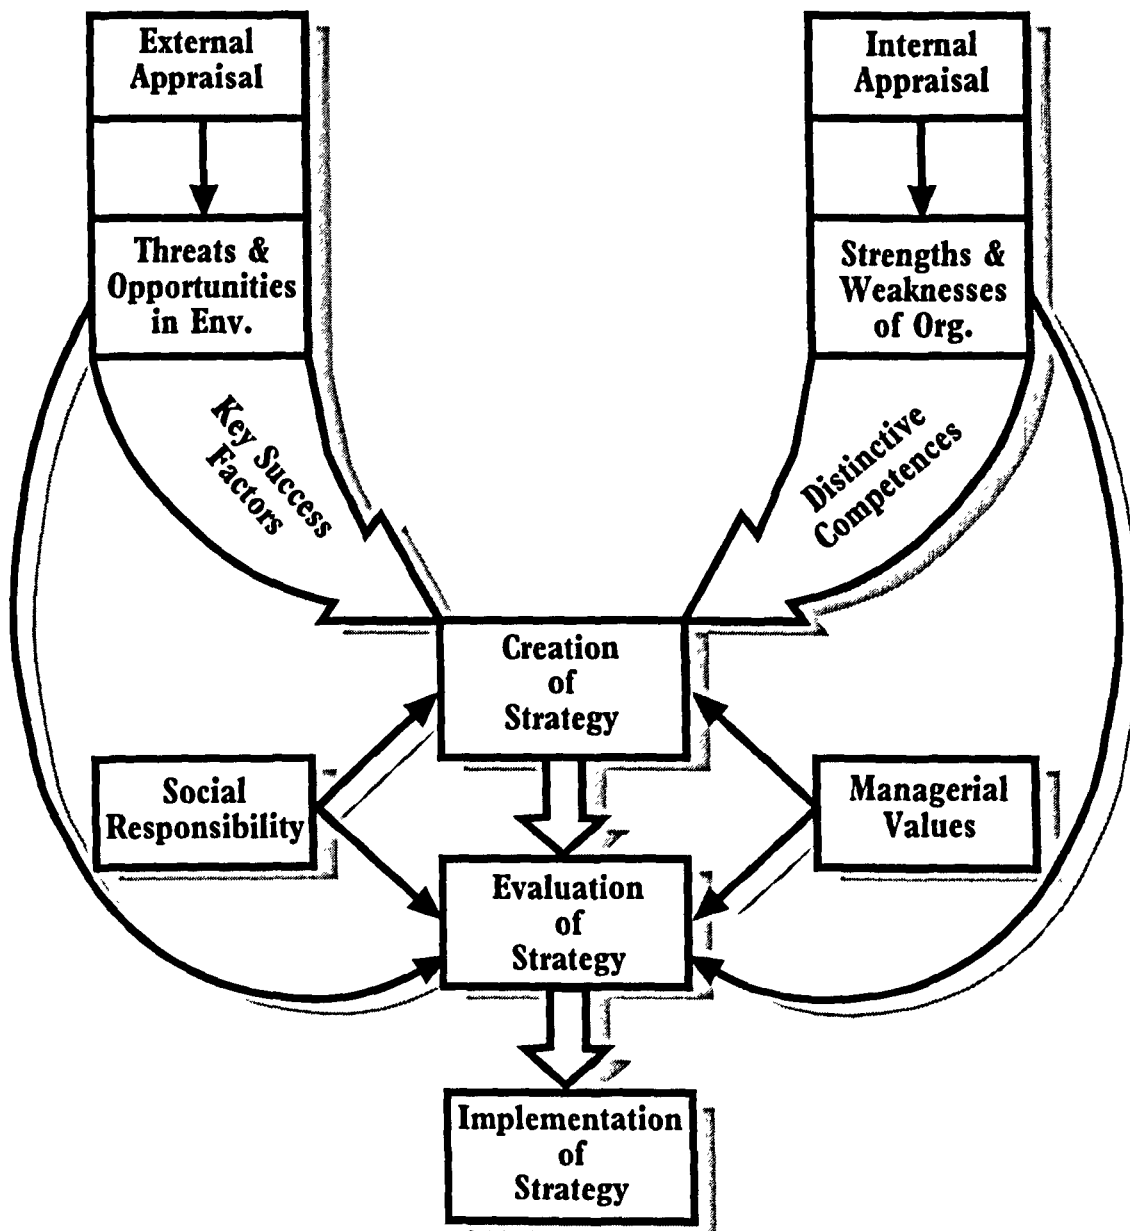 External
Appraisal
Internal
Appraisal
Threats &
Opportunities
in Env.
Strengths &
Weaknesses
of Org.
Key Success
Factors
Distinctive
Competences
Creation
of
Strategy
Social
Responsibility
Managerial
Values
Evaluation
of
Strategy
Implementation
of
Strategy